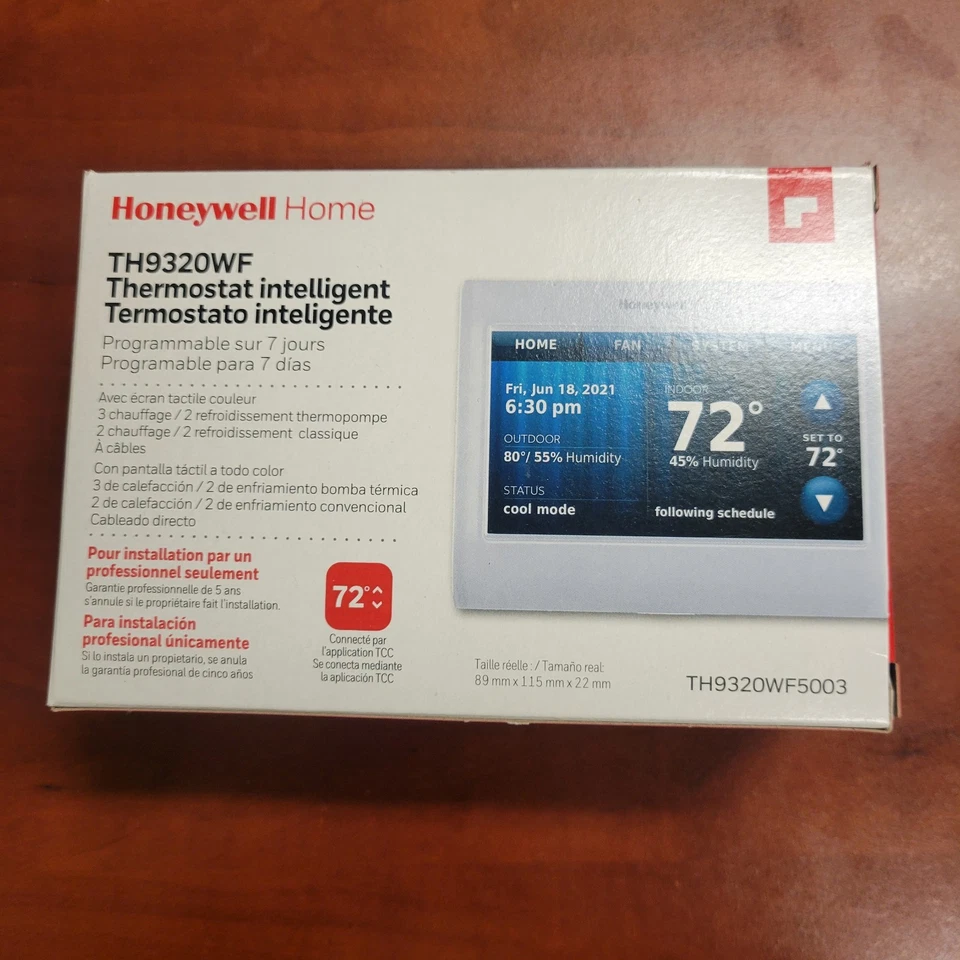 Honeywell Home
TH9320WF
Thermostat intelligent
Termostato inteligente
Programmable sur 7 jours
Programable para 7 días
Avec écran tactile couleur
3 chauffage / 2 refroidissement thermopompe
2 chauffage / 2 refroidissement classique
À câbles
Con pantalla táctil a todo color
3 de calefacción / 2 de enfriamiento bomba térmica
2 de calefacción / 2 de enfriamiento convencional
Cableado directo
Pour installation par un
professionnel seulement
Garantie professionnelle de 5 ans
s'annule si le propriétaire fait l'installation.
Para instalación
profesional únicamente
Si lo instala un propietario, se anula
la garantía profesional de cinco años
72°
Connecté par
l'application TCC
Se conecta mediante
la aplicación TCC
Honeywell
HOME FAN SYSTEM MENU
Fri, Jun 18, 2021
6:30 pm
OUTDOOR
80°/ 55% Humidity
STATUS
cool mode
INDOOR
72°
45% Humidity
following schedule
SET TO
72°
Taille réelle : / Tamaño real:
89 mm x 115 mm x 22 mm
TH9320WF5003